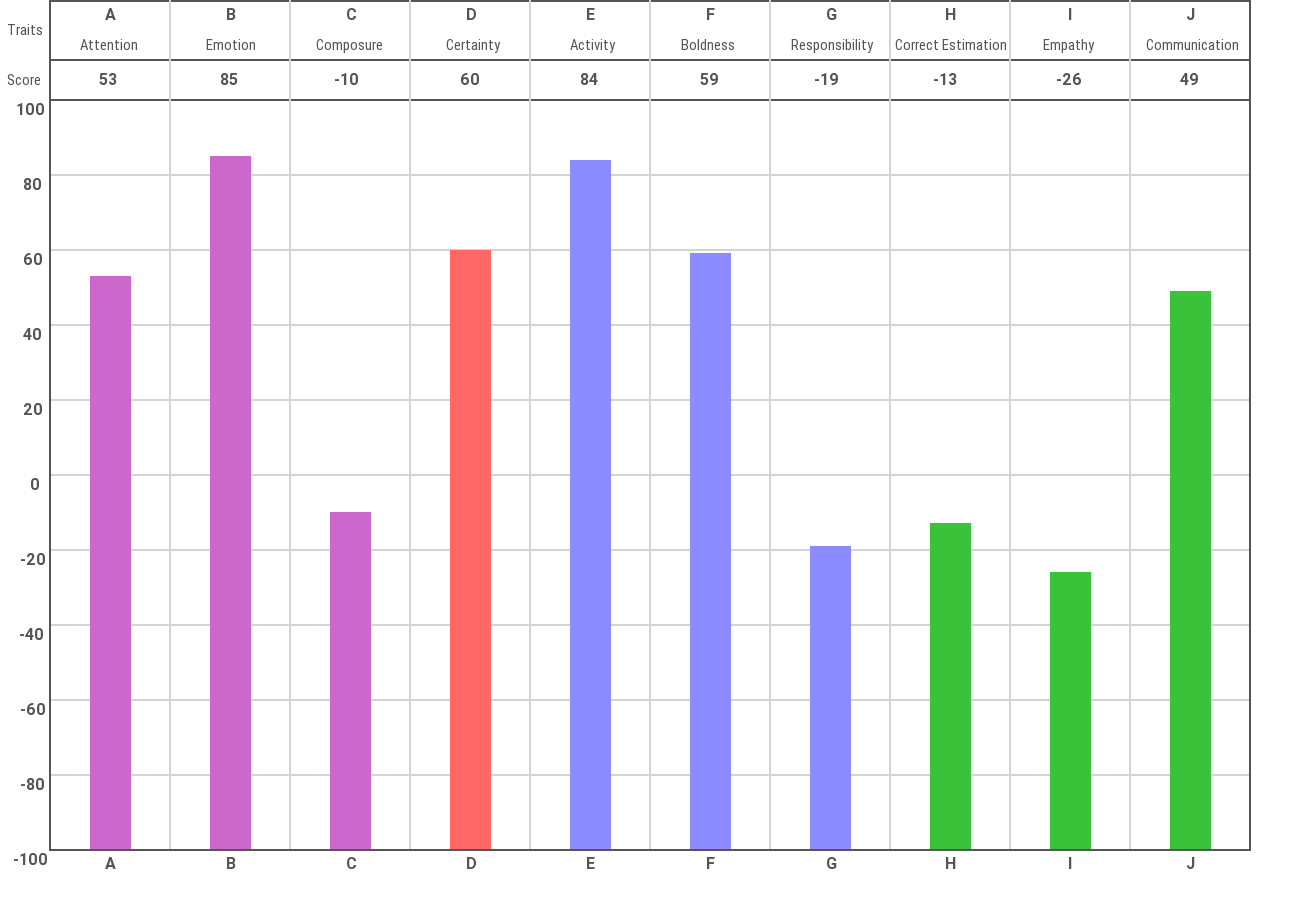 A B C D E F G H I J
Traits
Attention Emotion Composure Certainty Activity Boldness Responsibility Correct Estimation Empathy Communication
Score 53 85 -10 60 84 59 -19 -13 -26 49
100
80
60
40
20
0
-20
-40
-60
-80
-100
A B C D E F G H I J